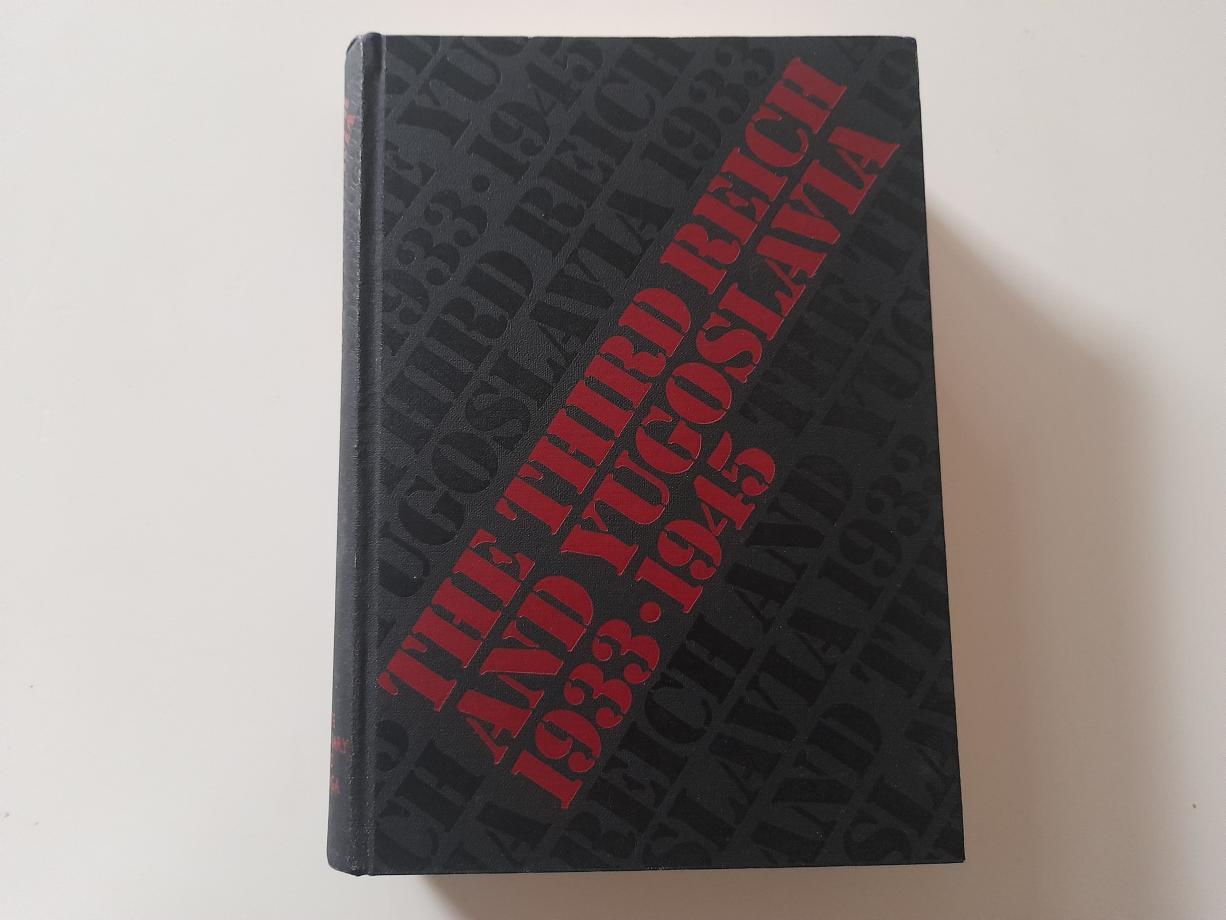 THE THIRD REICH
AND YUGOSLAVIA
1933·1945